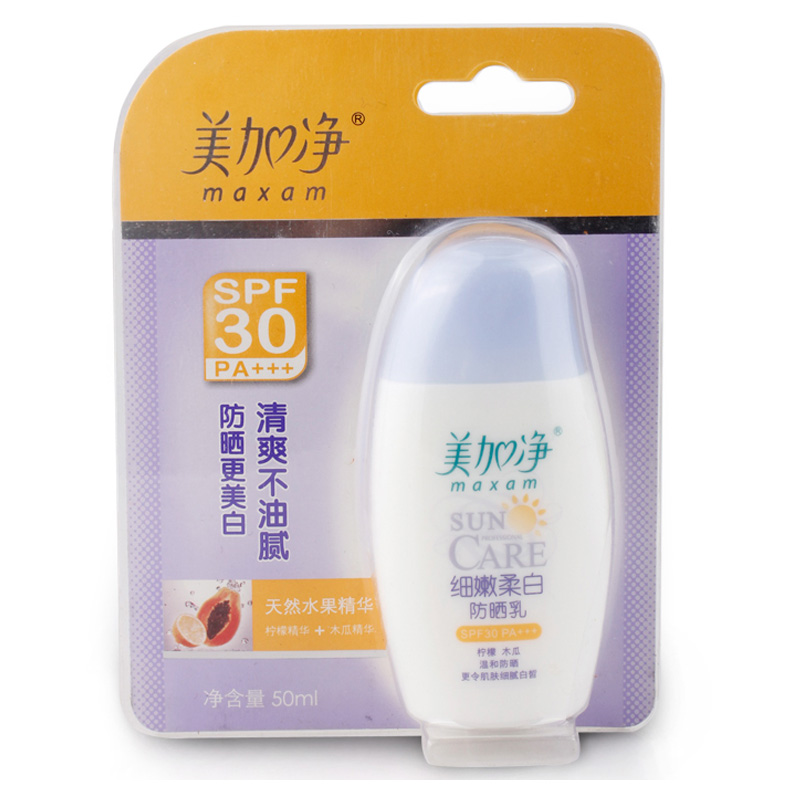 美加净®
maxam
SPF
30
PA+++
清爽不油腻
防晒更美白
天然水果精华
柠檬精华 + 木瓜精华
净含量 50ml
美加净®
maxam
SUN
PROFESSIONAL
CARE
细嫩柔白
防晒乳
SPF30 PA+++
柠檬 木瓜
温和防晒
更令肌肤细腻白皙